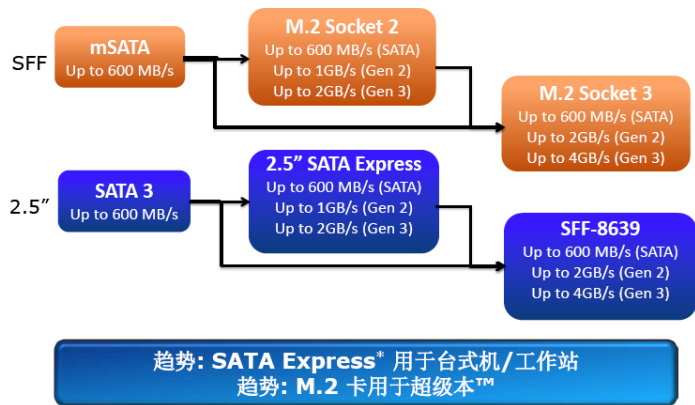 SFF
mSATA
Up to 600 MB/s
M.2 Socket 2
Up to 600 MB/s (SATA)
Up to 1GB/s (Gen 2)
Up to 2GB/s (Gen 3)
M.2 Socket 3
Up to 600 MB/s (SATA)
Up to 2GB/s (Gen 2)
Up to 4GB/s (Gen 3)
2.5”
SATA 3
Up to 600 MB/s
2.5” SATA Express
Up to 600 MB/s (SATA)
Up to 1GB/s (Gen 2)
Up to 2GB/s (Gen 3)
SFF-8639
Up to 600 MB/s (SATA)
Up to 2GB/s (Gen 2)
Up to 4GB/s (Gen 3)
趋势: SATA Express* 用于台式机/工作站
趋势: M.2 卡用于超级本™